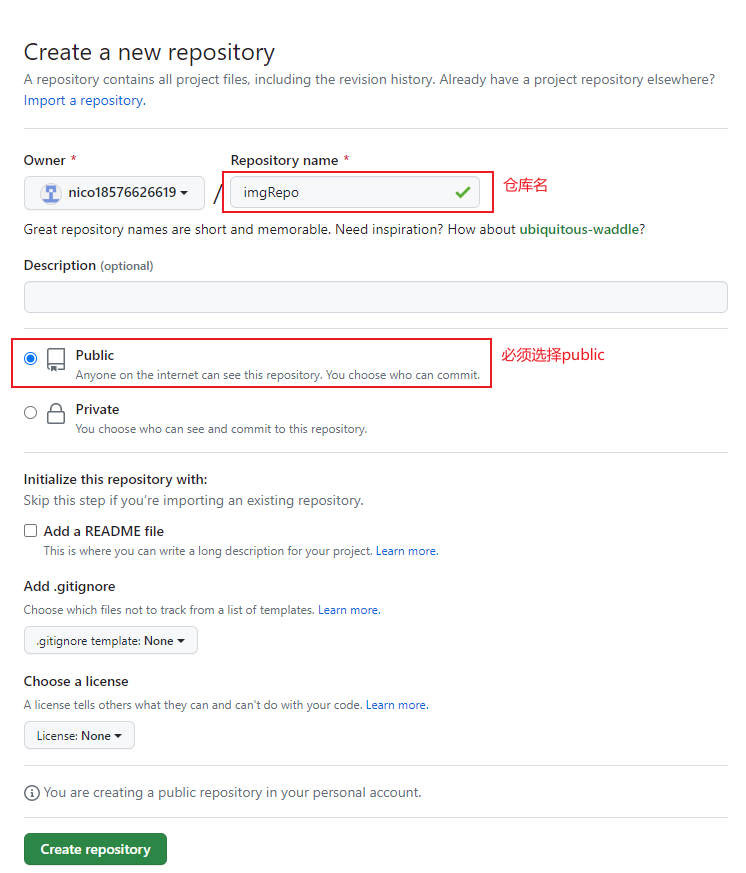 Create a new repository
A repository contains all project files, including the revision history. Already have a project repository elsewhere?
Import a repository.
Owner *
Repository name *
nico18576626619
/
imgRepo
仓库名
Great repository names are short and memorable. Need inspiration? How about ubiquitous-waddle?
Description (optional)
Public
Anyone on the internet can see this repository. You choose who can commit.
必须选择public
Private
You choose who can see and commit to this repository.
Initialize this repository with:
Skip this step if you're importing an existing repository.
Add a README file
This is where you can write a long description for your project. Learn more.
Add .gitignore
Choose which files not to track from a list of templates. Learn more.
.gitignore template: None
Choose a license
A license tells others what they can and can't do with your code. Learn more.
License: None
You are creating a public repository in your personal account.
Create repository